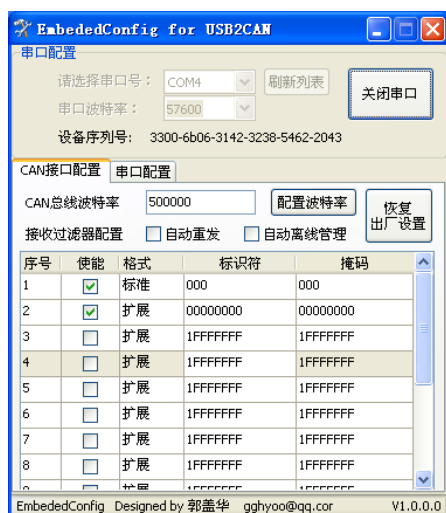 EmbededConfig for USB2CAN
串口配置
请选择串口号： COM4 刷新列表
关闭串口
串口波特率： 57600
设备序列号： 3300-6b06-3142-3238-5462-2043
CAN接口配置 串口配置
CAN总线波特率 500000 配置波特率
恢复
出厂设置
接收过滤器配置 自动重发 自动离线管理
序号 使能 格式 标识符 掩码
1 标准 000 000
2 扩展 00000000 00000000
3 扩展 1FFFFFFF 1FFFFFFF
4 扩展 1FFFFFFF 1FFFFFFF
5 扩展 1FFFFFFF 1FFFFFFF
6 扩展 1FFFFFFF 1FFFFFFF
7 扩展 1FFFFFFF 1FFFFFFF
8 扩展 1FFFFFFF 1FFFFFFF
EmbededConfig Designed by 郭盖华 gghyoo@qq.cor V1.0.0.0